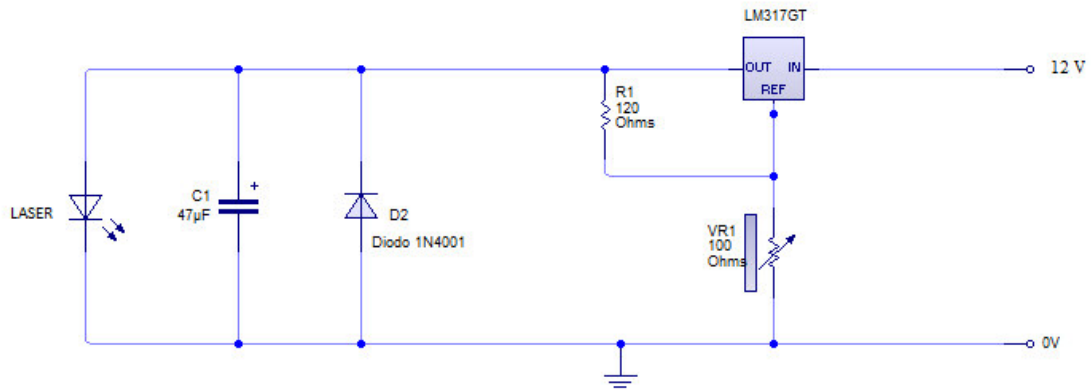 LM317GT
OUT IN
REF
12 V
R1
120
Ohms
LASER
C1
47µF
+
D2
Diodo 1N4001
VR1
100
Ohms
0V